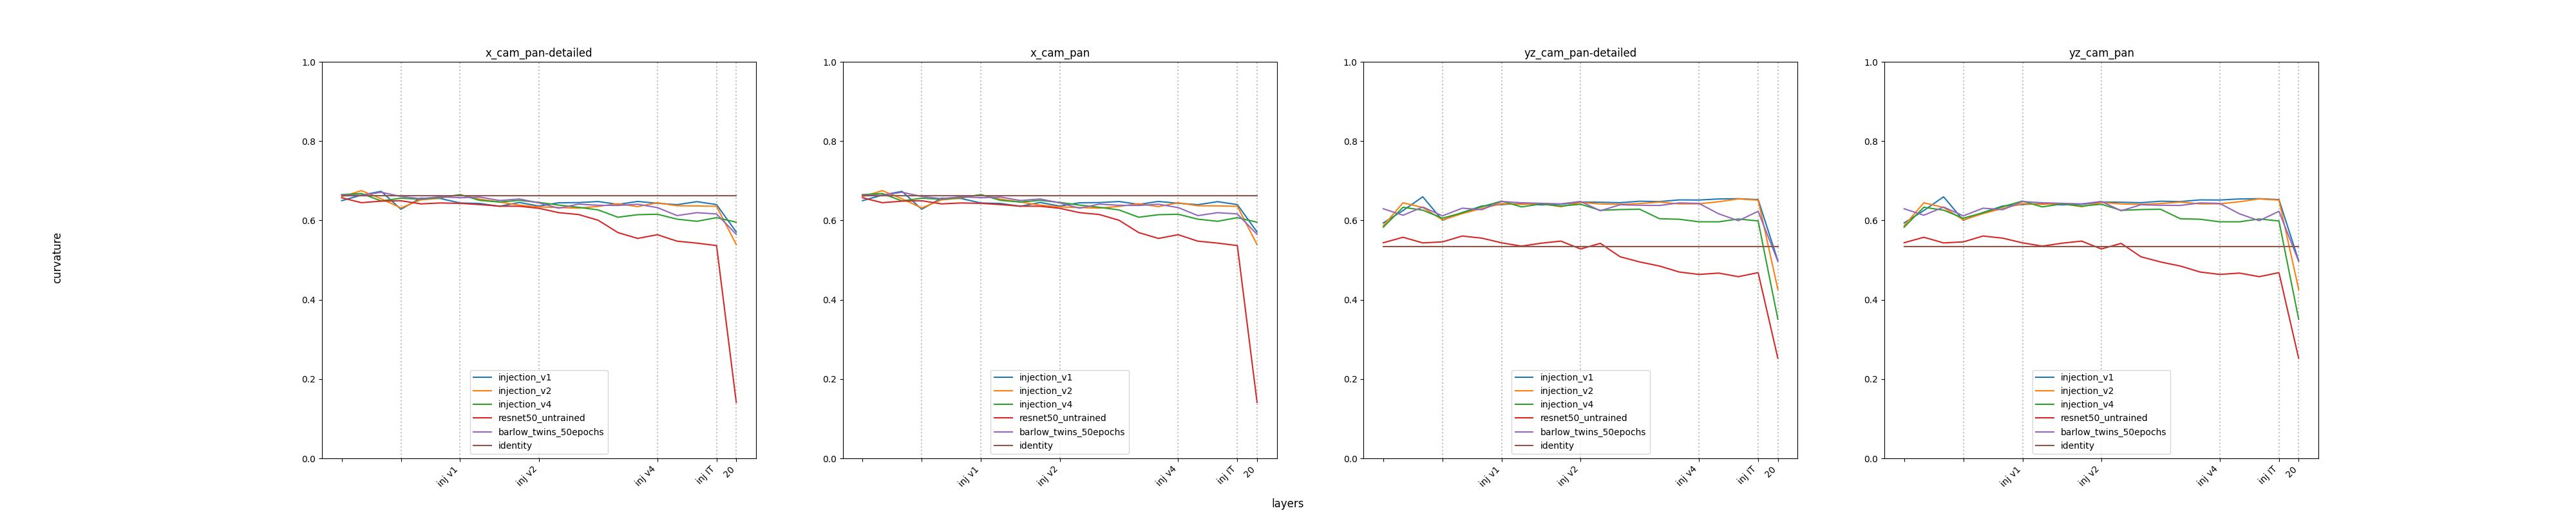 x_cam_pan-detailed
x_cam_pan
yz_cam_pan-detailed
yz_cam_pan
curvature
1.0
0.8
0.6
0.4
0.2
0.0
injection_v1
injection_v2
injection_v4
resnet50_untrained
barlow_twins_50epochs
identity
inj v1
inj v2
inj v4
inj IT
20
1.0
0.8
0.6
0.4
0.2
0.0
injection_v1
injection_v2
injection_v4
resnet50_untrained
barlow_twins_50epochs
identity
inj v1
inj v2
inj v4
inj IT
20
1.0
0.8
0.6
0.4
0.2
0.0
injection_v1
injection_v2
injection_v4
resnet50_untrained
barlow_twins_50epochs
identity
inj v1
inj v2
inj v4
inj IT
20
1.0
0.8
0.6
0.4
0.2
0.0
injection_v1
injection_v2
injection_v4
resnet50_untrained
barlow_twins_50epochs
identity
inj v1
inj v2
inj v4
inj IT
20
layers